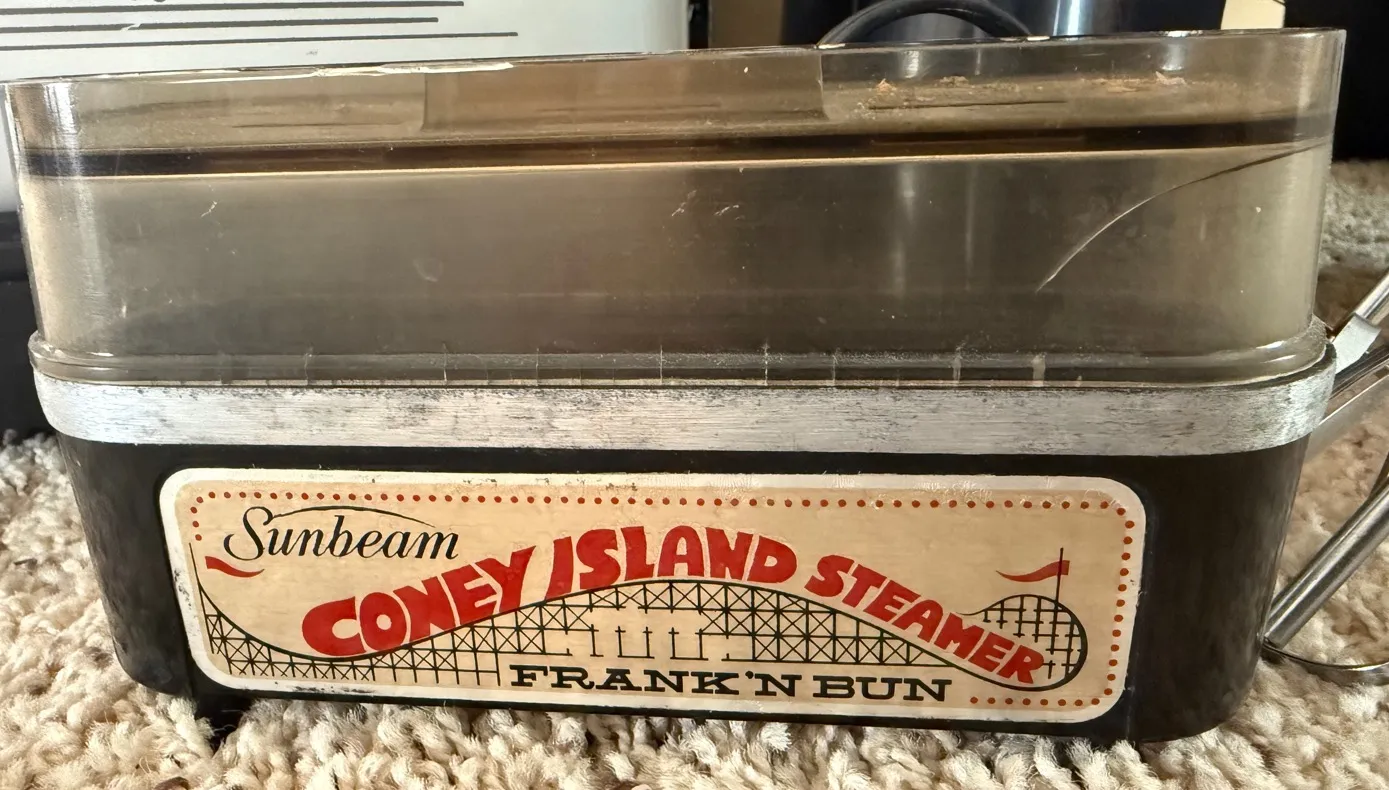 Sunbeam
CONEY ISLAND STEAMER
FRANK 'N BUN